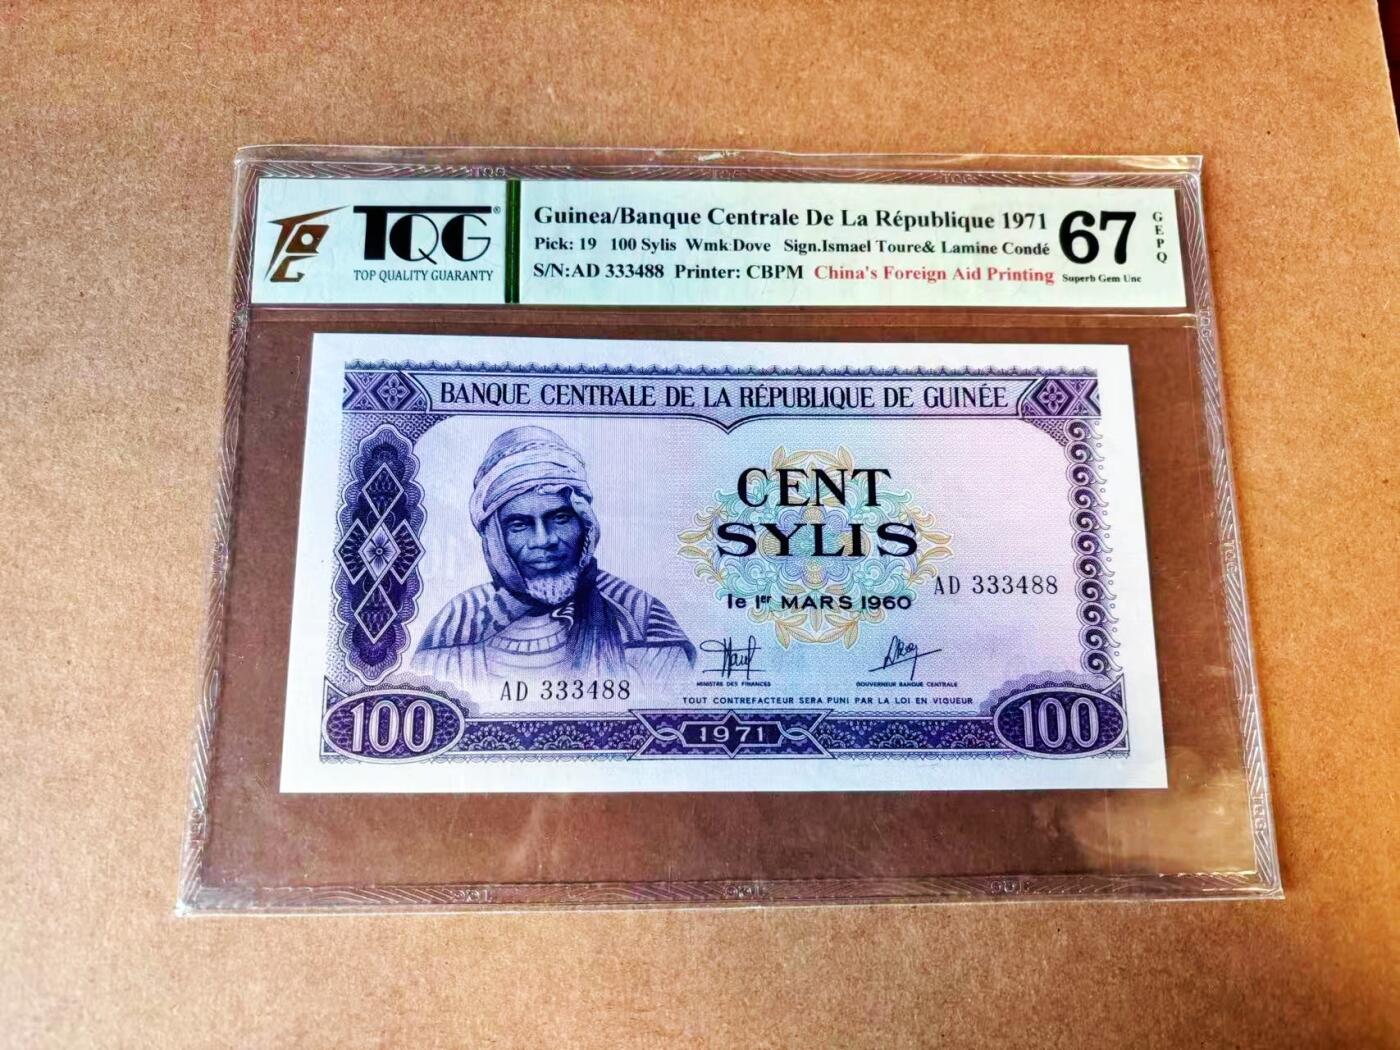 TQG®
TOP QUALITY GUARANTY
Guinea/Banque Centrale De La République 1971
Pick: 19 100 Sylis Wmk:Dove Sign.Ismael Toure& Lamine Condé
S/N:AD 333488 Printer: CBPM China's Foreign Aid Printing
67
Superb Gem Unc
GEPQ
BANQUE CENTRALE DE LA RÉPUBLIQUE DE GUINÉE
CENT
SYLIS
le 1er MARS 1960
AD 333488
AD 333488
MINISTRE DES FINANCES
GOUVERNEUR BANQUE CENTRALE
TOUT CONTREFACTEUR SERA PUNI PAR LA LOI EN VIGUEUR
100
1971
100